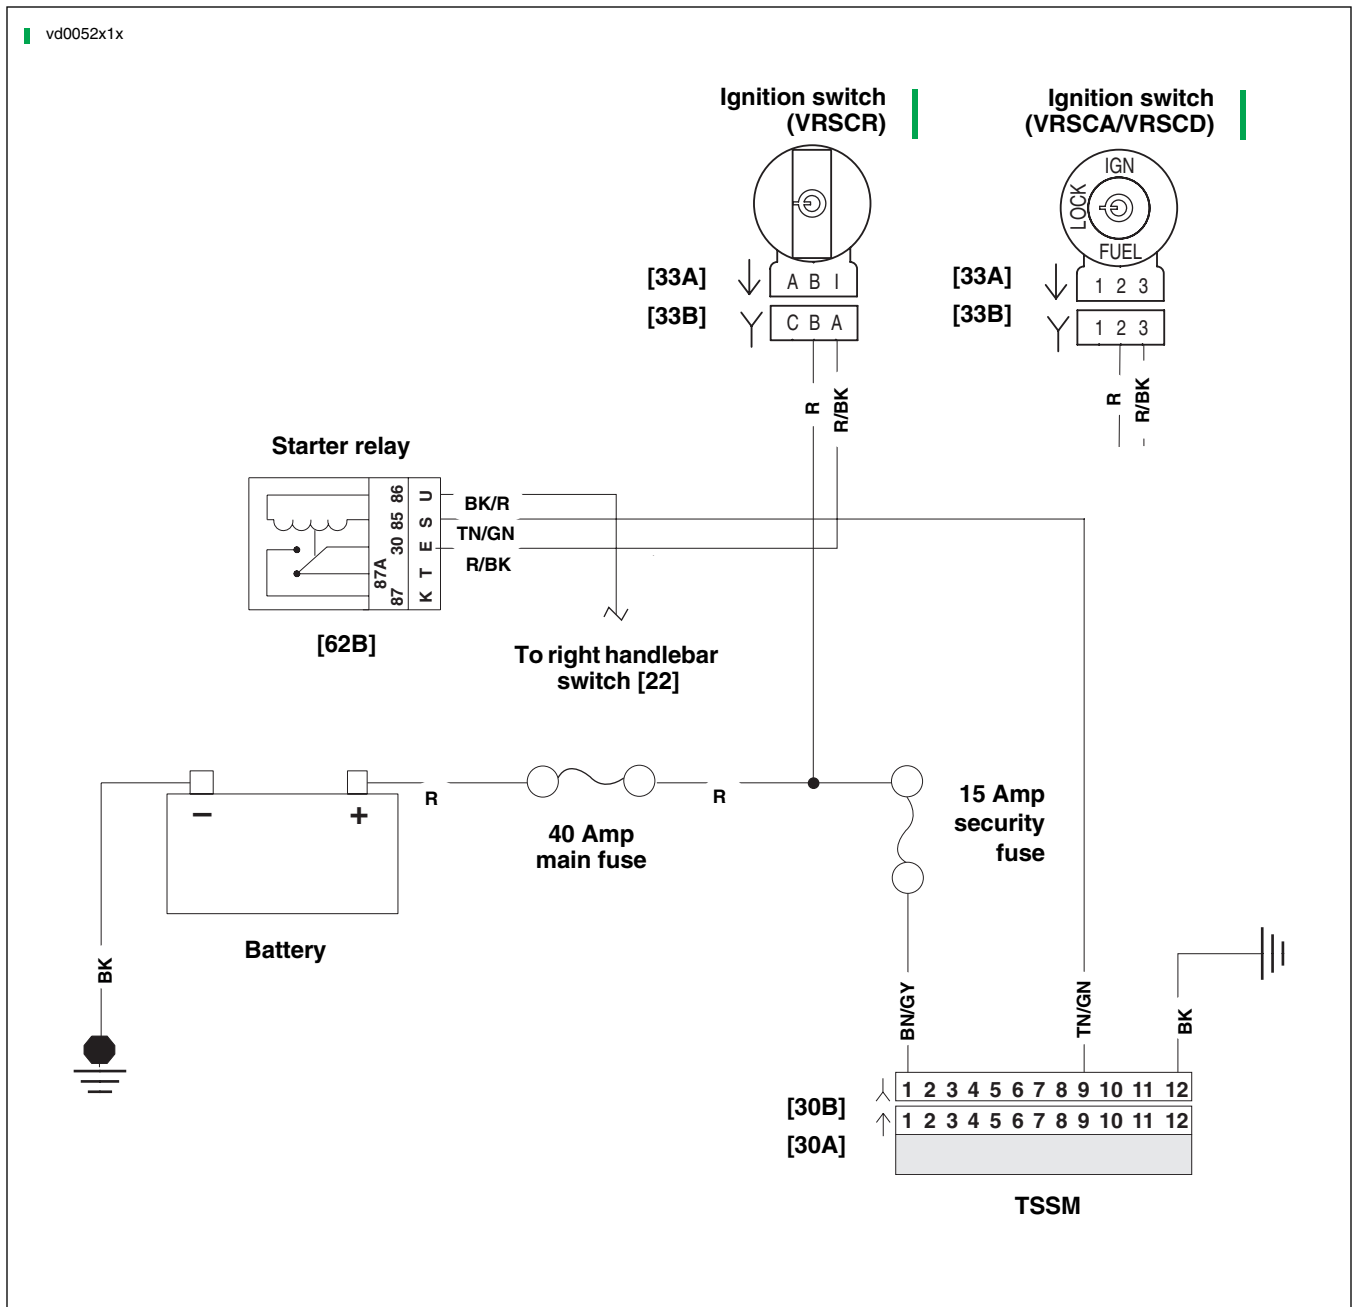 vd0052x1x
Ignition switch
(VRSCR)
Ignition switch
(VRSCA/VRSCD)
IGN
LOCK
FUEL
[33A]
A B I
[33B]
C B A
[33A]
1 2 3
[33B]
1 2 3
R
R/BK
R
R/BK
Starter relay
86
85
30
87A
87
U
S
E
T
K
BK/R
TN/GN
R/BK
[62B]
To right handlebar
switch [22]
R
R
40 Amp
main fuse
15 Amp
security
fuse
−
+
Battery
BK
BN/GY
TN/GN
BK
[30B]
1 2 3 4 5 6 7 8 9 10 11 12
[30A]
1 2 3 4 5 6 7 8 9 10 11 12
TSSM